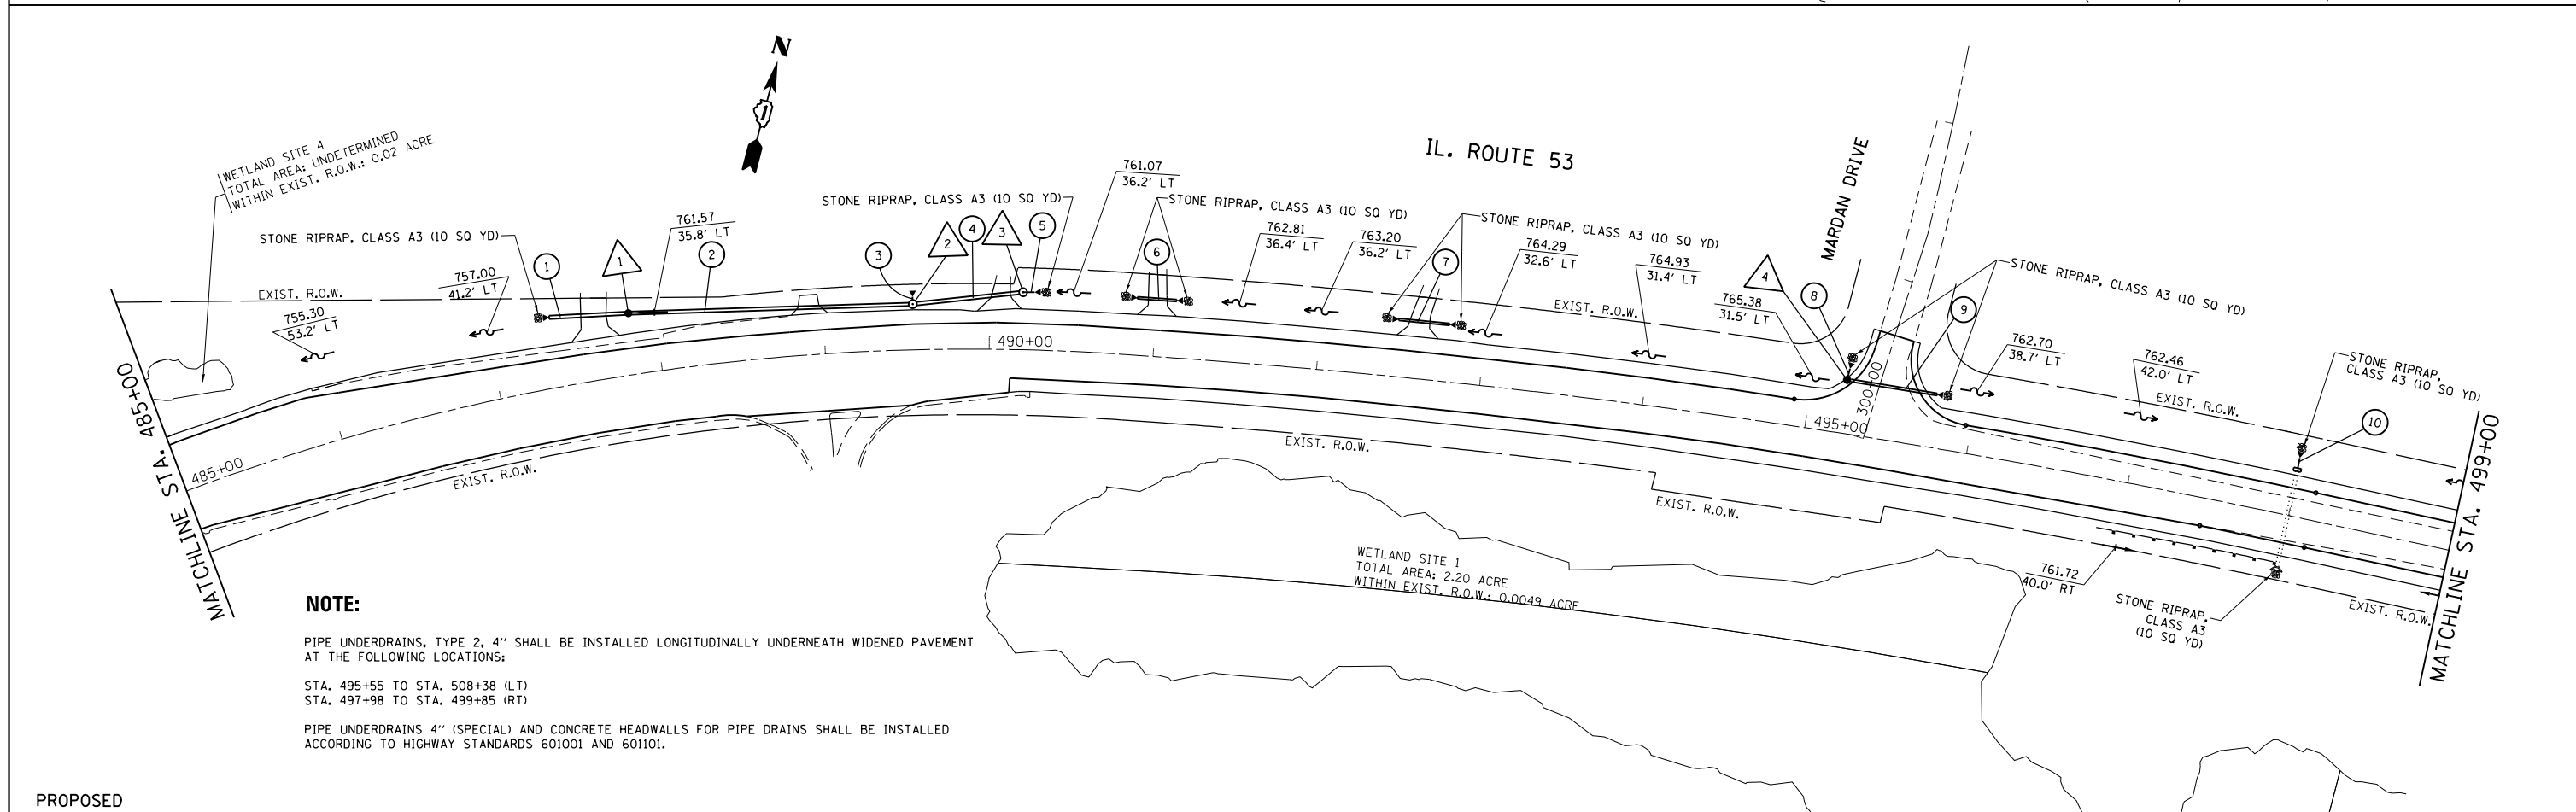 N
1
IL. ROUTE 53
MARDAN DRIVE
WETLAND SITE 4
TOTAL AREA: UNDETERMINED
WITHIN EXIST. R.O.W.: 0.02 ACRE
STONE RIPRAP, CLASS A3 (10 SQ YD)
EXIST. R.O.W.
755.30
53.2' LT
757.00
41.2' LT
1
1
761.57
35.8' LT
2
STONE RIPRAP, CLASS A3 (10 SQ YD)
3
2
4
3
5
761.07
36.2' LT
STONE RIPRAP, CLASS A3 (10 SQ YD)
6
762.81
36.4' LT
763.20
36.2' LT
7
STONE RIPRAP, CLASS A3 (10 SQ YD)
764.29
32.6' LT
764.93
31.4' LT
EXIST. R.O.W.
765.38
31.5' LT
4
8
9
STONE RIPRAP, CLASS A3 (10 SQ YD)
762.70
38.7' LT
762.46
42.0' LT
EXIST. R.O.W.
STONE RIPRAP,
CLASS A3 (10 SQ YD)
10
MATCHLINE STA. 485+00
485+00
490+00
495+00
300+00
MATCHLINE STA. 499+00
EXIST. R.O.W.
EXIST. R.O.W.
EXIST. R.O.W.
WETLAND SITE 1
TOTAL AREA: 2.20 ACRE
WITHIN EXIST. R.O.W.: 0.0049 ACRE
761.72
40.0' RT
STONE RIPRAP,
CLASS A3
(10 SQ YD)
EXIST. R.O.W.
NOTE:
PIPE UNDERDRAINS, TYPE 2, 4'' SHALL BE INSTALLED LONGITUDINALLY UNDERNEATH WIDENED PAVEMENT
AT THE FOLLOWING LOCATIONS:
STA. 495+55 TO STA. 508+38 (LT)
STA. 497+98 TO STA. 499+85 (RT)
PIPE UNDERDRAINS 4'' (SPECIAL) AND CONCRETE HEADWALLS FOR PIPE DRAINS SHALL BE INSTALLED
ACCORDING TO HIGHWAY STANDARDS 601001 AND 601101.
PROPOSED